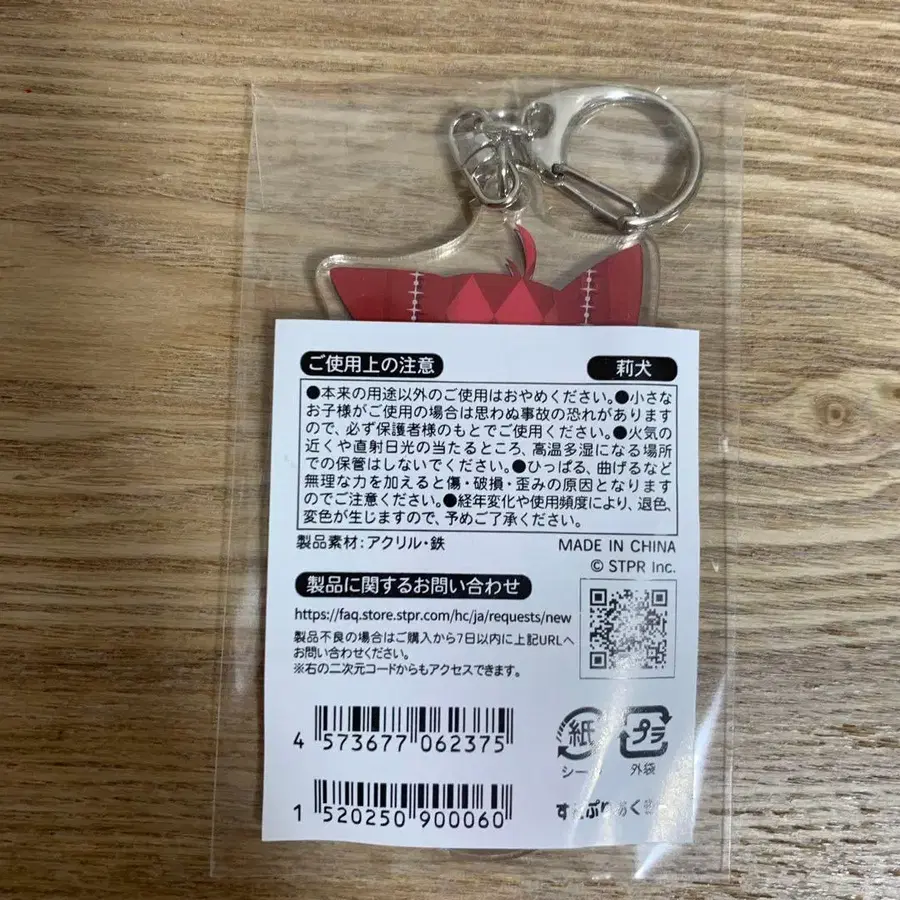 ご使用上の注意
莉犬
●本来の用途以外のご使用はおやめください。●小さな
お子様がご使用の場合は思わぬ事故の恐れがあります
ので、必ず保護者様のもとでご使用ください。●火気の
近くや直射日光の当たるところ、高温多湿になる場所
での保管はしないでください。●ひっぱる、曲げるなど
無理な力を加えると傷・破損・歪みの原因となります
のでご注意ください。●経年変化や使用頻度により、退色、
変色が生じますので、予めご了承ください。
製品素材:アクリル・鉄
MADE IN CHINA
© STPR Inc.
製品に関するお問い合わせ
https://faq.store.stpr.com/hc/ja/requests/new
製品不良の場合はご購入から7日以内に上記URLへ
お問い合わせください。
※右の二次元コードからもアクセスできます。
4 573677 062375
紙
プラ
シー
外袋
1 520250 900060